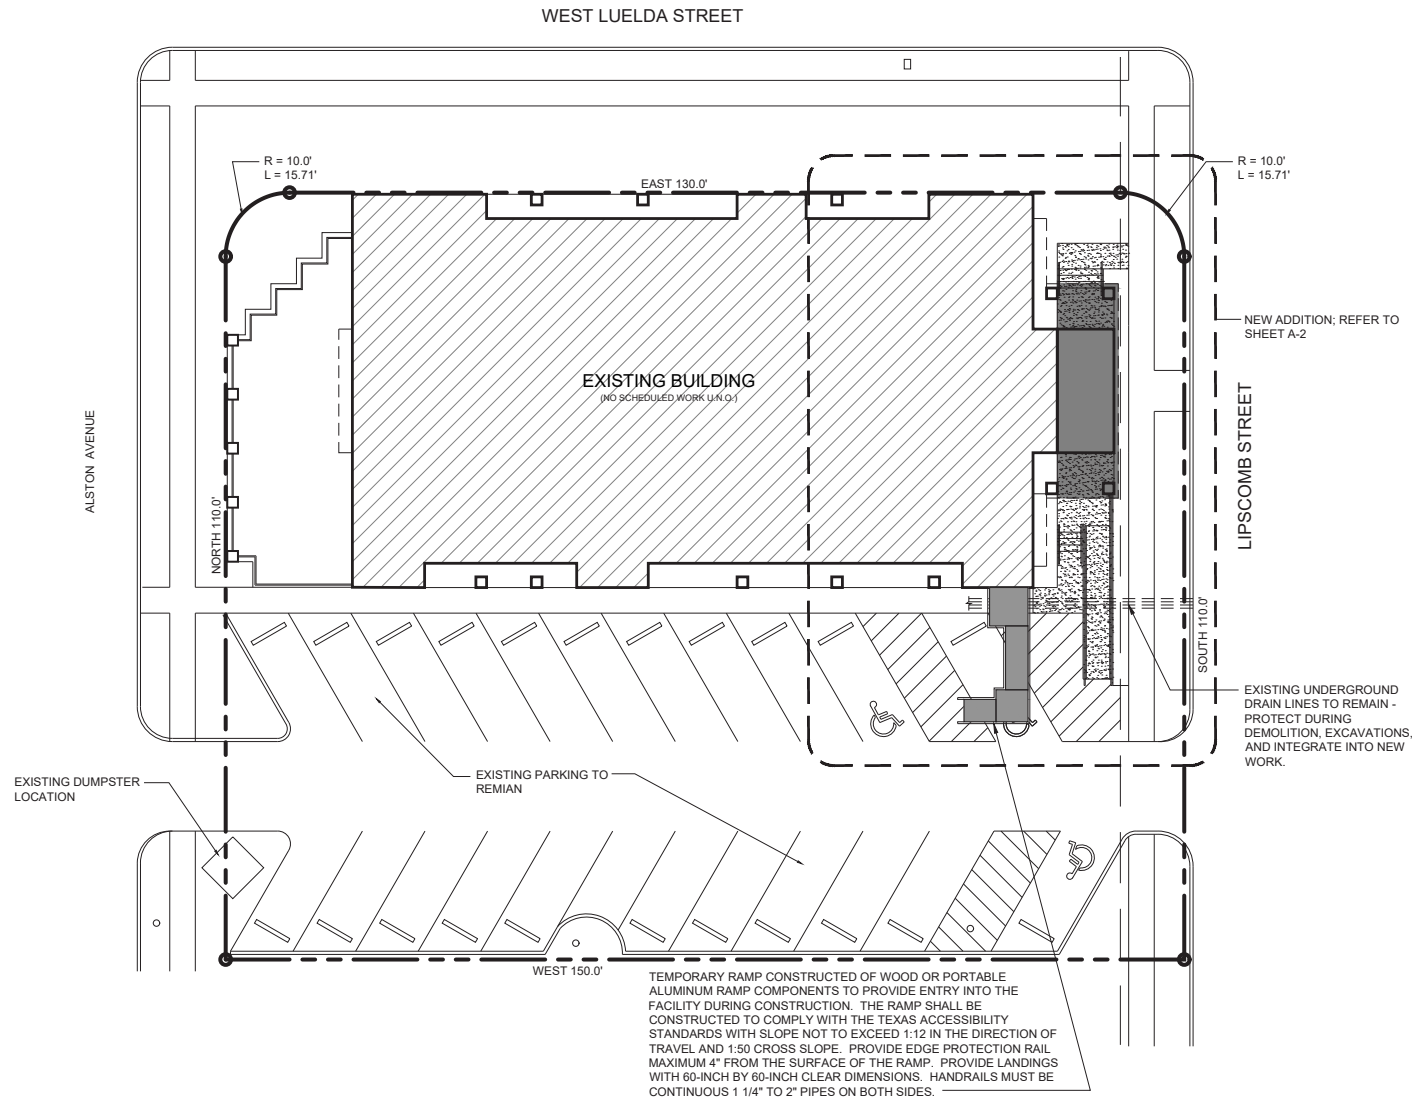 WEST LUELDA STREET
R = 10.0'
L = 15.71'
EAST 130.0'
R = 10.0'
L = 15.71'
NEW ADDITION; REFER TO
SHEET A-2
EXISTING BUILDING
(NO SCHEDULED WORK U.N.O.)
ALSTON AVENUE
LIPSCOMB STREET
NORTH 110.0'
SOUTH 110.0'
EXISTING UNDERGROUND
DRAIN LINES TO REMAIN -
PROTECT DURING
DEMOLITION, EXCAVATIONS,
AND INTEGRATE INTO NEW
WORK.
EXISTING DUMPSTER
LOCATION
EXISTING PARKING TO
REMIAN
WEST 150.0'
TEMPORARY RAMP CONSTRUCTED OF WOOD OR PORTABLE
ALUMINUM RAMP COMPONENTS TO PROVIDE ENTRY INTO THE
FACILITY DURING CONSTRUCTION. THE RAMP SHALL BE
CONSTRUCTED TO COMPLY WITH THE TEXAS ACCESSIBILITY
STANDARDS WITH SLOPE NOT TO EXCEED 1:12 IN THE DIRECTION OF
TRAVEL AND 1:50 CROSS SLOPE. PROVIDE EDGE PROTECTION RAIL
MAXIMUM 4" FROM THE SURFACE OF THE RAMP. PROVIDE LANDINGS
WITH 60-INCH BY 60-INCH CLEAR DIMENSIONS. HANDRAILS MUST BE
CONTINUOUS 1 1/4" TO 2" PIPES ON BOTH SIDES.